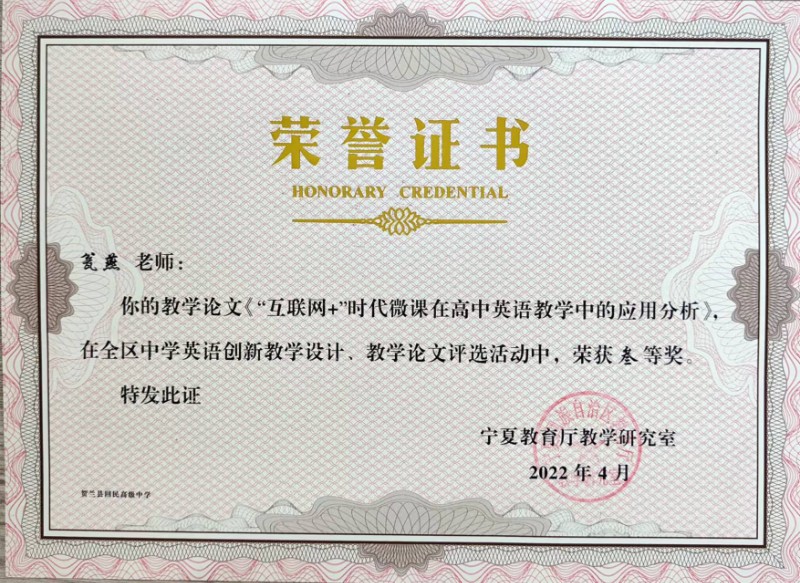 荣誉证书
HONORARY CREDENTIAL
老师：
你的教学论文《“互联网+”时代微课在高中英语教学中的应用分析》，
在全区中学英语创新教学设计、教学论文评选活动中，荣获叁等奖。
特发此证
宁夏教育厅教学研究室
2022年4月
贺兰县回民高级中学
族自治区